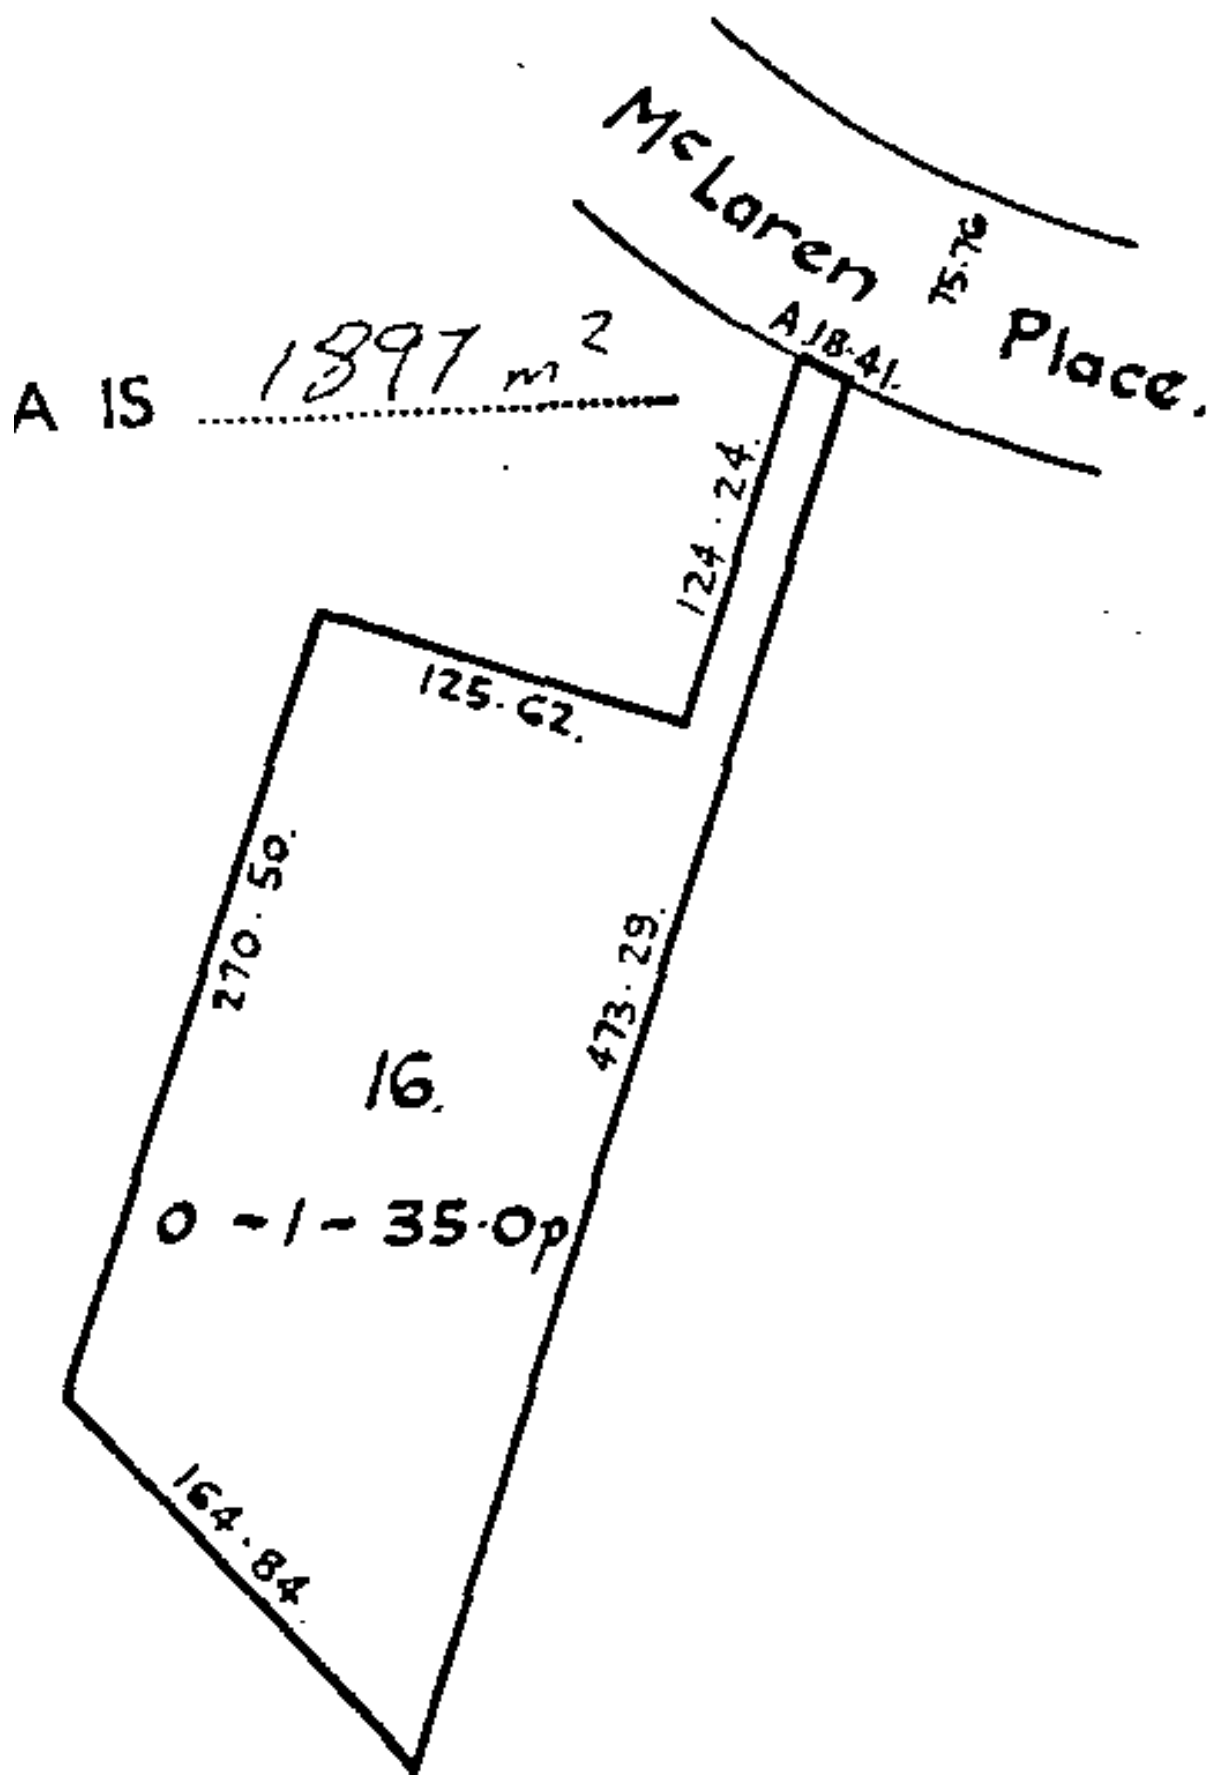 McLaren Place.
75·76
A 18·41.
A IS 1897 m²
124 · 24.
125·62.
270 · 50.
473 · 29.
16.
0 - 1 - 35·0p
164·84